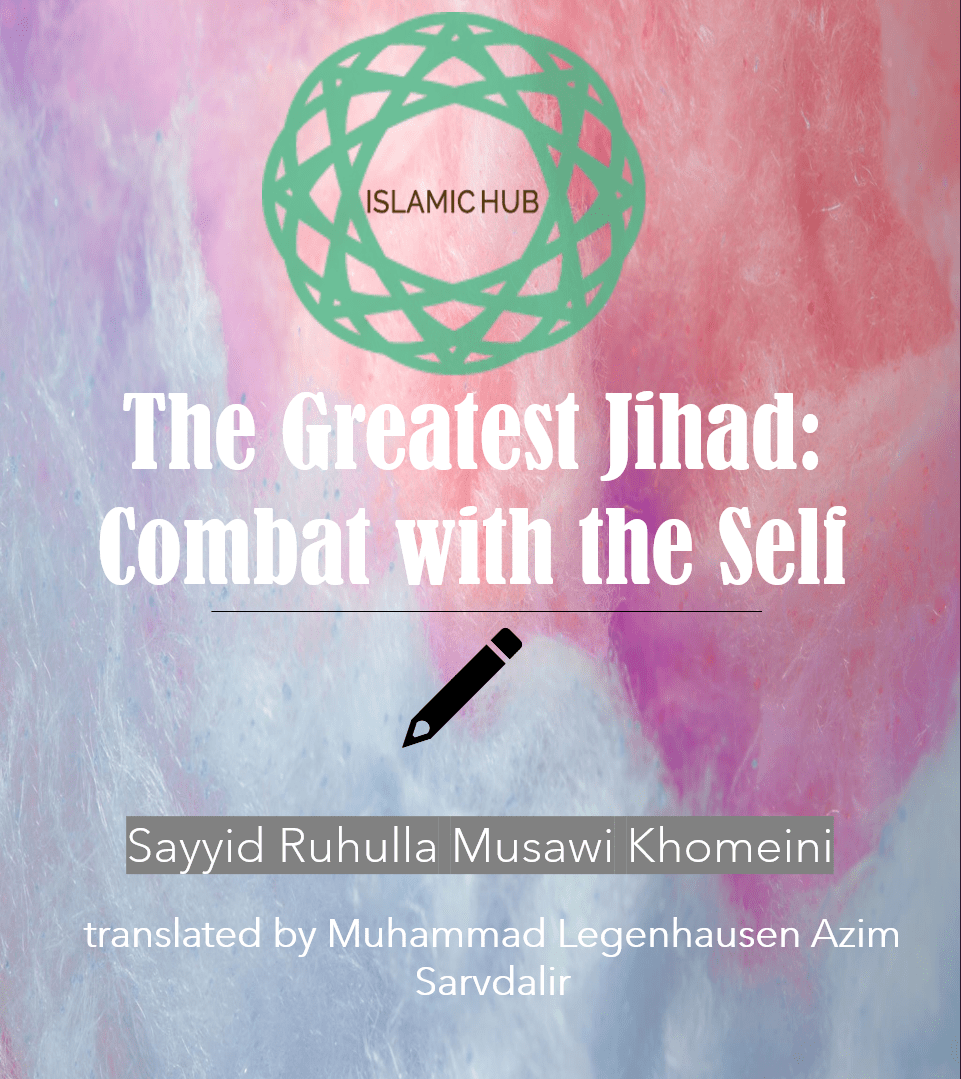 ISLAMIC HUB
The Greatest Jihad:
Combat with the Self
Sayyid Ruhulla Musawi Khomeini
translated by Muhammad Legenhausen Azim
Sarvdalir